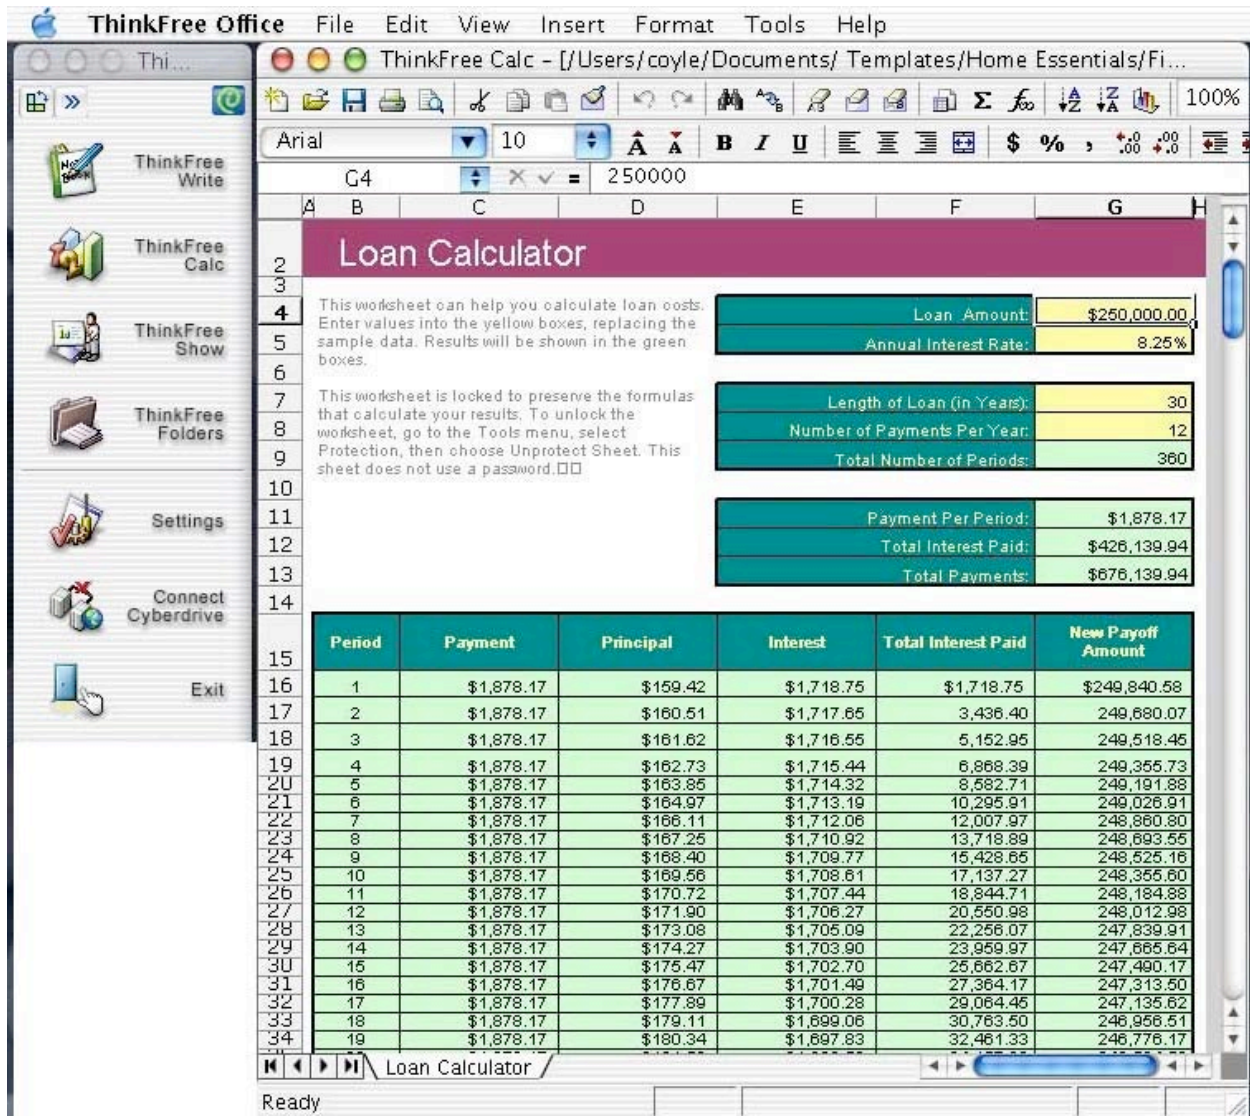 ThinkFree Office File Edit View Insert Format Tools Help
Thi...
ThinkFree
Write
ThinkFree
Calc
ThinkFree
Show
ThinkFree
Folders
Settings
Connect
Cyberdrive
Exit
ThinkFree Calc - [/Users/coyle/Documents/ Templates/Home Essentials/Fi...
100%
Arial 10 B I U $ % ,
G4 = 250000
A B C D E F G H
2 Loan Calculator
3
This worksheet can help you calculate loan costs.
Enter values into the yellow boxes, replacing the
sample data. Results will be shown in the green
boxes.
This worksheet is locked to preserve the formulas
that calculate your results. To unlock the
worksheet, go to the Tools menu, select
Protection, then choose Unprotect Sheet. This
sheet does not use a password.□□
4 Loan Amount: $250,000.00
5 Annual Interest Rate: 8.25%
6
7 Length of Loan (in Years): 30
8 Number of Payments Per Year: 12
9 Total Number of Periods: 360
10
11 Payment Per Period: $1,878.17
12 Total Interest Paid: $426,139.94
13 Total Payments: $676,139.94
14
15 Period Payment Principal Interest Total Interest Paid New Payoff Amount
16 1 $1,878.17 $159.42 $1,718.75 $1,718.75 $249,840.58
17 2 $1,878.17 $160.51 $1,717.65 3,436.40 249,680.07
18 3 $1,878.17 $161.62 $1,716.55 5,152.95 249,518.45
19 4 $1,878.17 $162.73 $1,715.44 6,868.39 249,355.73
20 5 $1,878.17 $163.85 $1,714.32 8,582.71 249,191.88
21 6 $1,878.17 $164.97 $1,713.19 10,295.91 249,026.91
22 7 $1,878.17 $166.11 $1,712.06 12,007.97 248,860.80
23 8 $1,878.17 $167.25 $1,710.92 13,718.89 248,693.55
24 9 $1,878.17 $168.40 $1,709.77 15,428.65 248,525.16
25 10 $1,878.17 $169.56 $1,708.61 17,137.27 248,355.60
26 11 $1,878.17 $170.72 $1,707.44 18,844.71 248,184.88
27 12 $1,878.17 $171.90 $1,706.27 20,550.98 248,012.98
28 13 $1,878.17 $173.08 $1,705.09 22,256.07 247,839.91
29 14 $1,878.17 $174.27 $1,703.90 23,959.97 247,665.64
30 15 $1,878.17 $175.47 $1,702.70 25,662.67 247,490.17
31 16 $1,878.17 $176.67 $1,701.49 27,364.17 247,313.50
32 17 $1,878.17 $177.89 $1,700.28 29,064.45 247,135.62
33 18 $1,878.17 $179.11 $1,699.06 30,763.50 246,956.51
34 19 $1,878.17 $180.34 $1,697.83 32,461.33 246,776.17
Loan Calculator
Ready